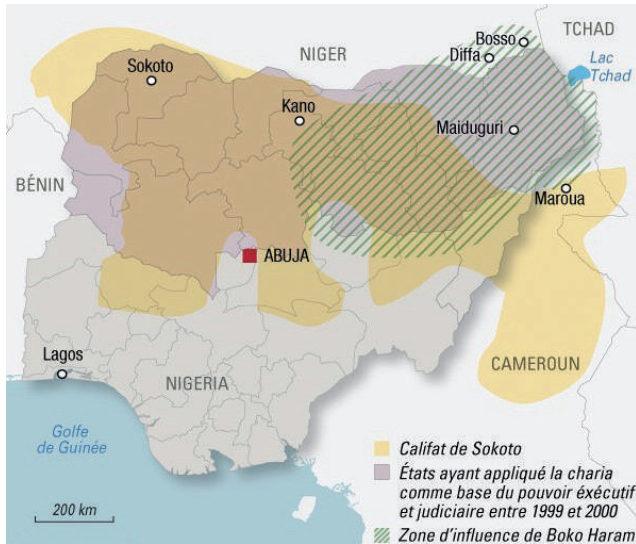 TCHAD
Bosso
NIGER
Diffa
Lac
Tchad
Sokoto
Kano
Maiduguri
BÉNIN
Maroua
ABUJA
Lagos
CAMEROUN
NIGERIA
Golfe
de Guinée
Califat de Sokoto
États ayant appliqué la charia
comme base du pouvoir éxécutif
et judiciaire entre 1999 et 2000
Zone d'influence de Boko Haram
200 km